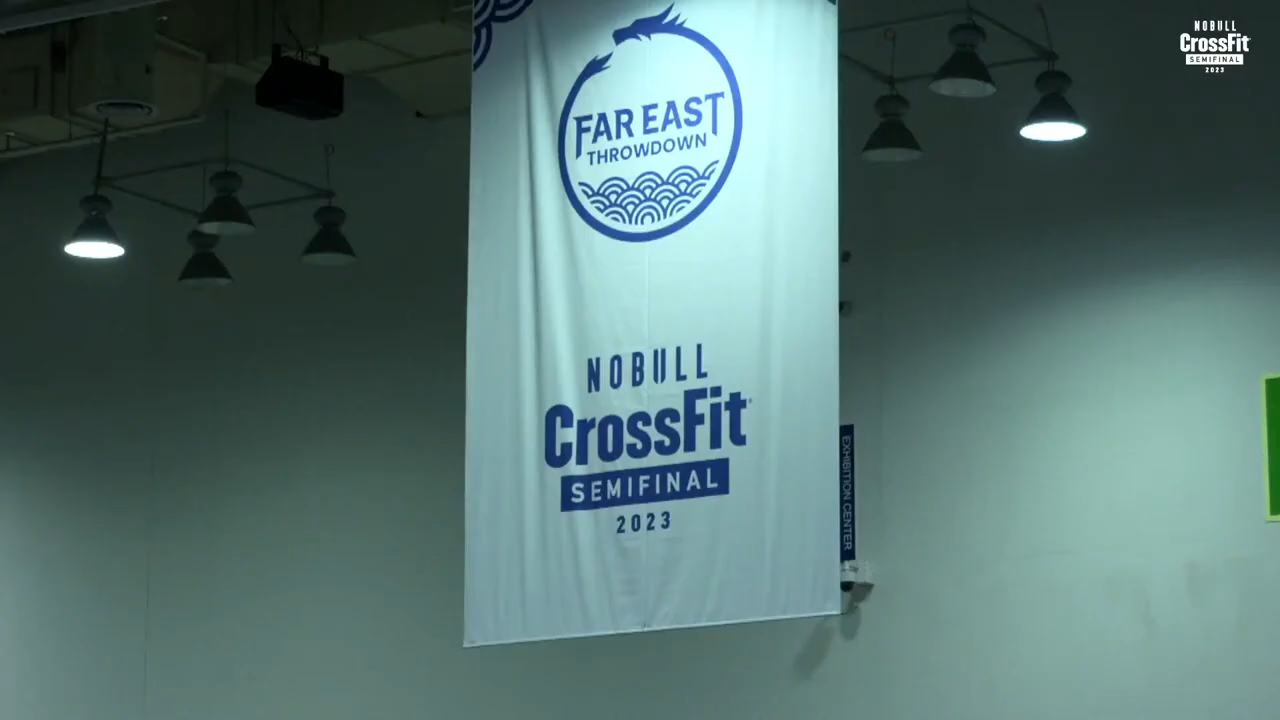 NOBULL
CrossFit
SEMIFINAL
2023
FAR EAST
THROWDOWN
NOBULL
CrossFit
SEMIFINAL
2023
EXHIBITION CENTER